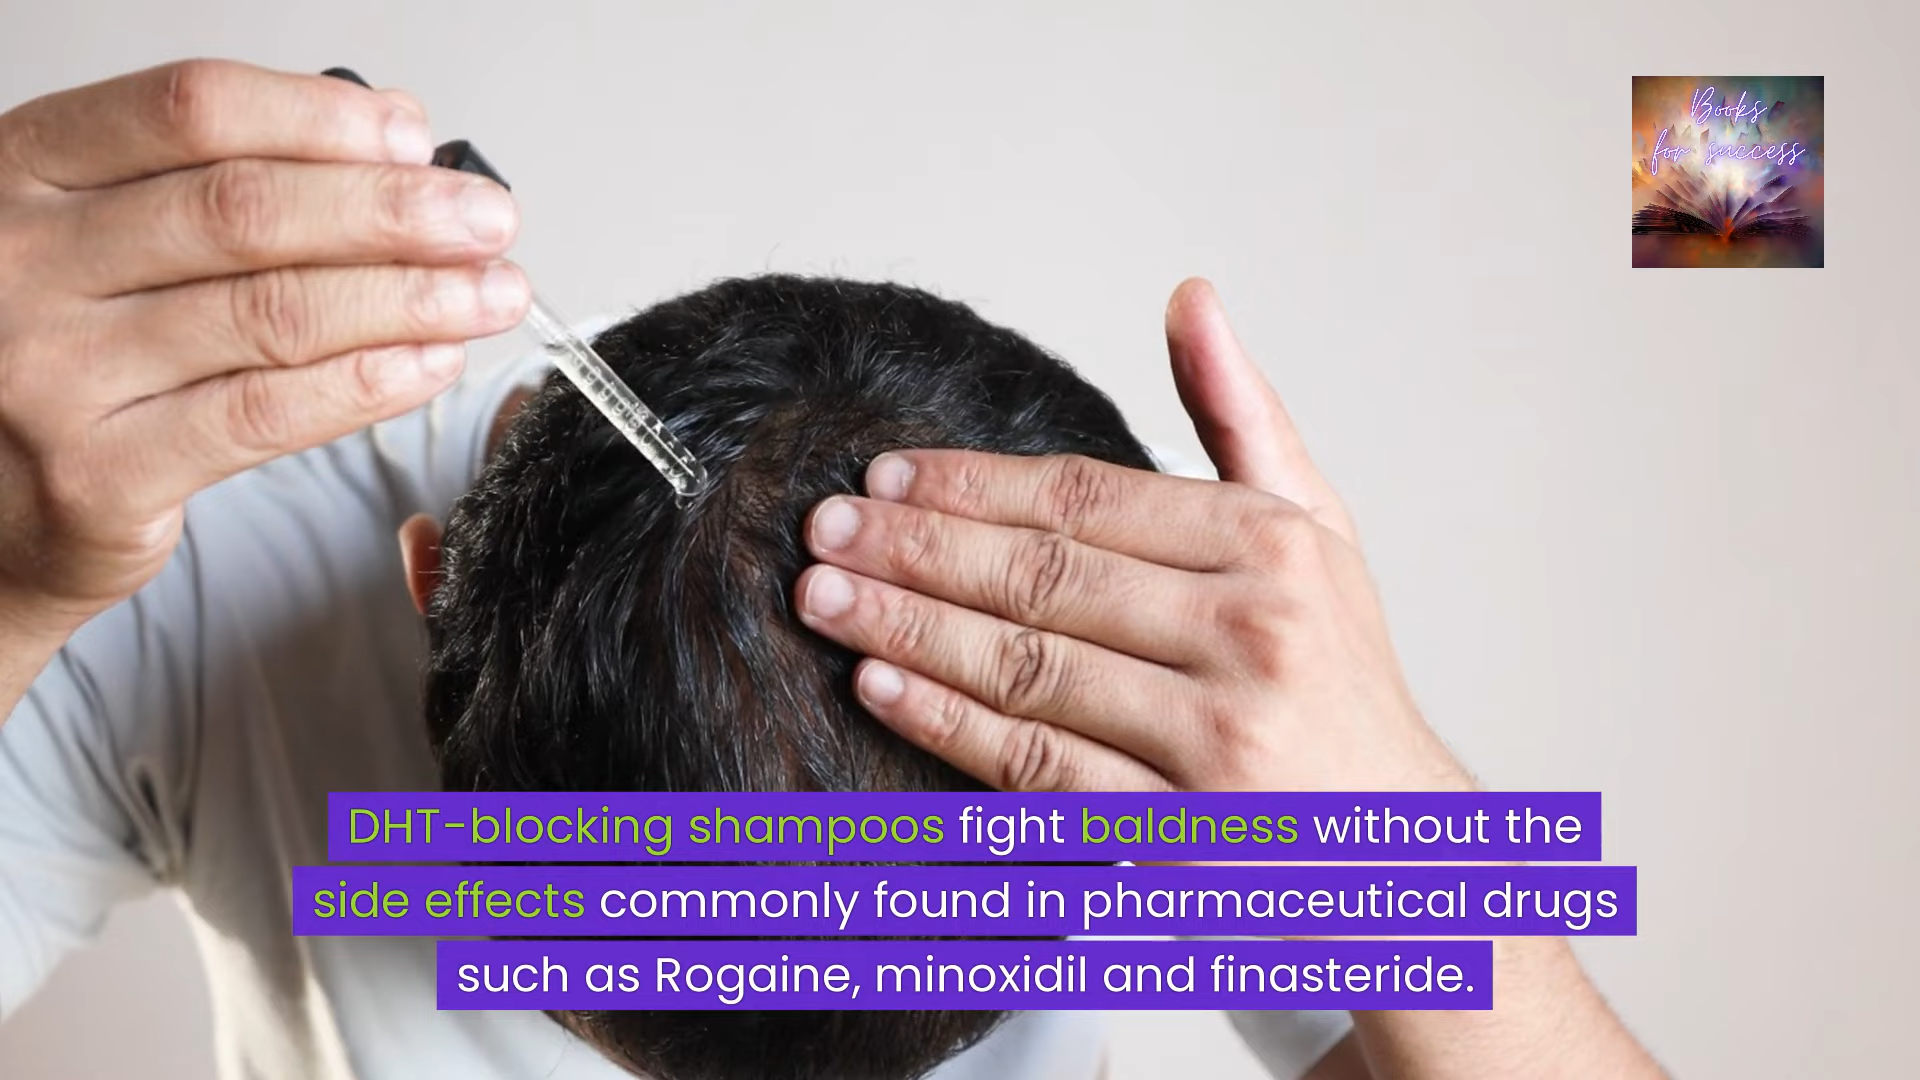 Books
for success
DHT-blocking shampoos fight baldness without the
side effects commonly found in pharmaceutical drugs
such as Rogaine, minoxidil and finasteride.